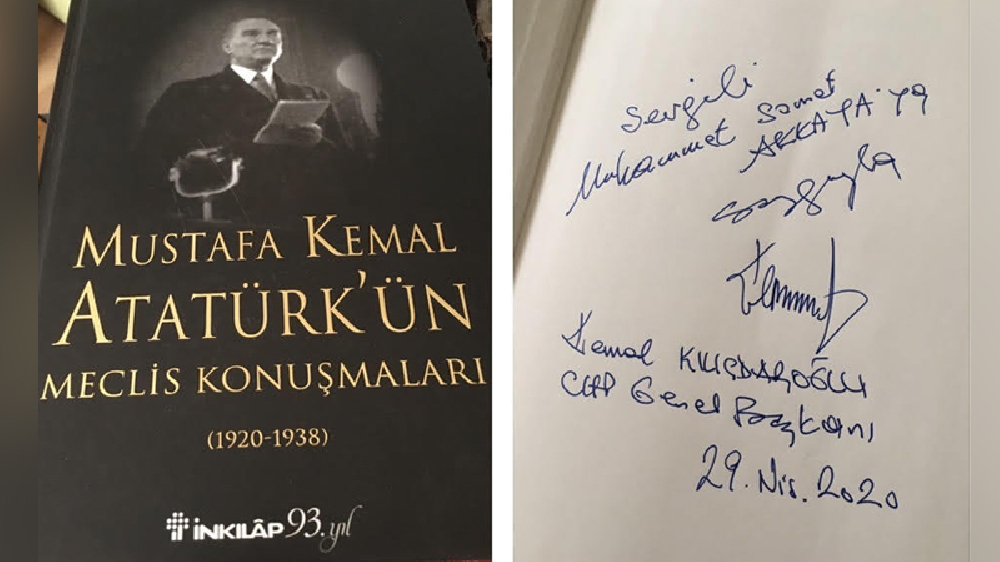 MUSTAFA KEMAL
ATATÜRK'ÜN
MECLİS KONUŞMALARI
(1920-1938)
İNKILÂP 93. yıl
Sevgili
Muhammet Samet
AKKAYA'ya
saygıyla
Kemal KILIÇDAROĞLU
CHP Genel Başkanı
29. Nis. 2020